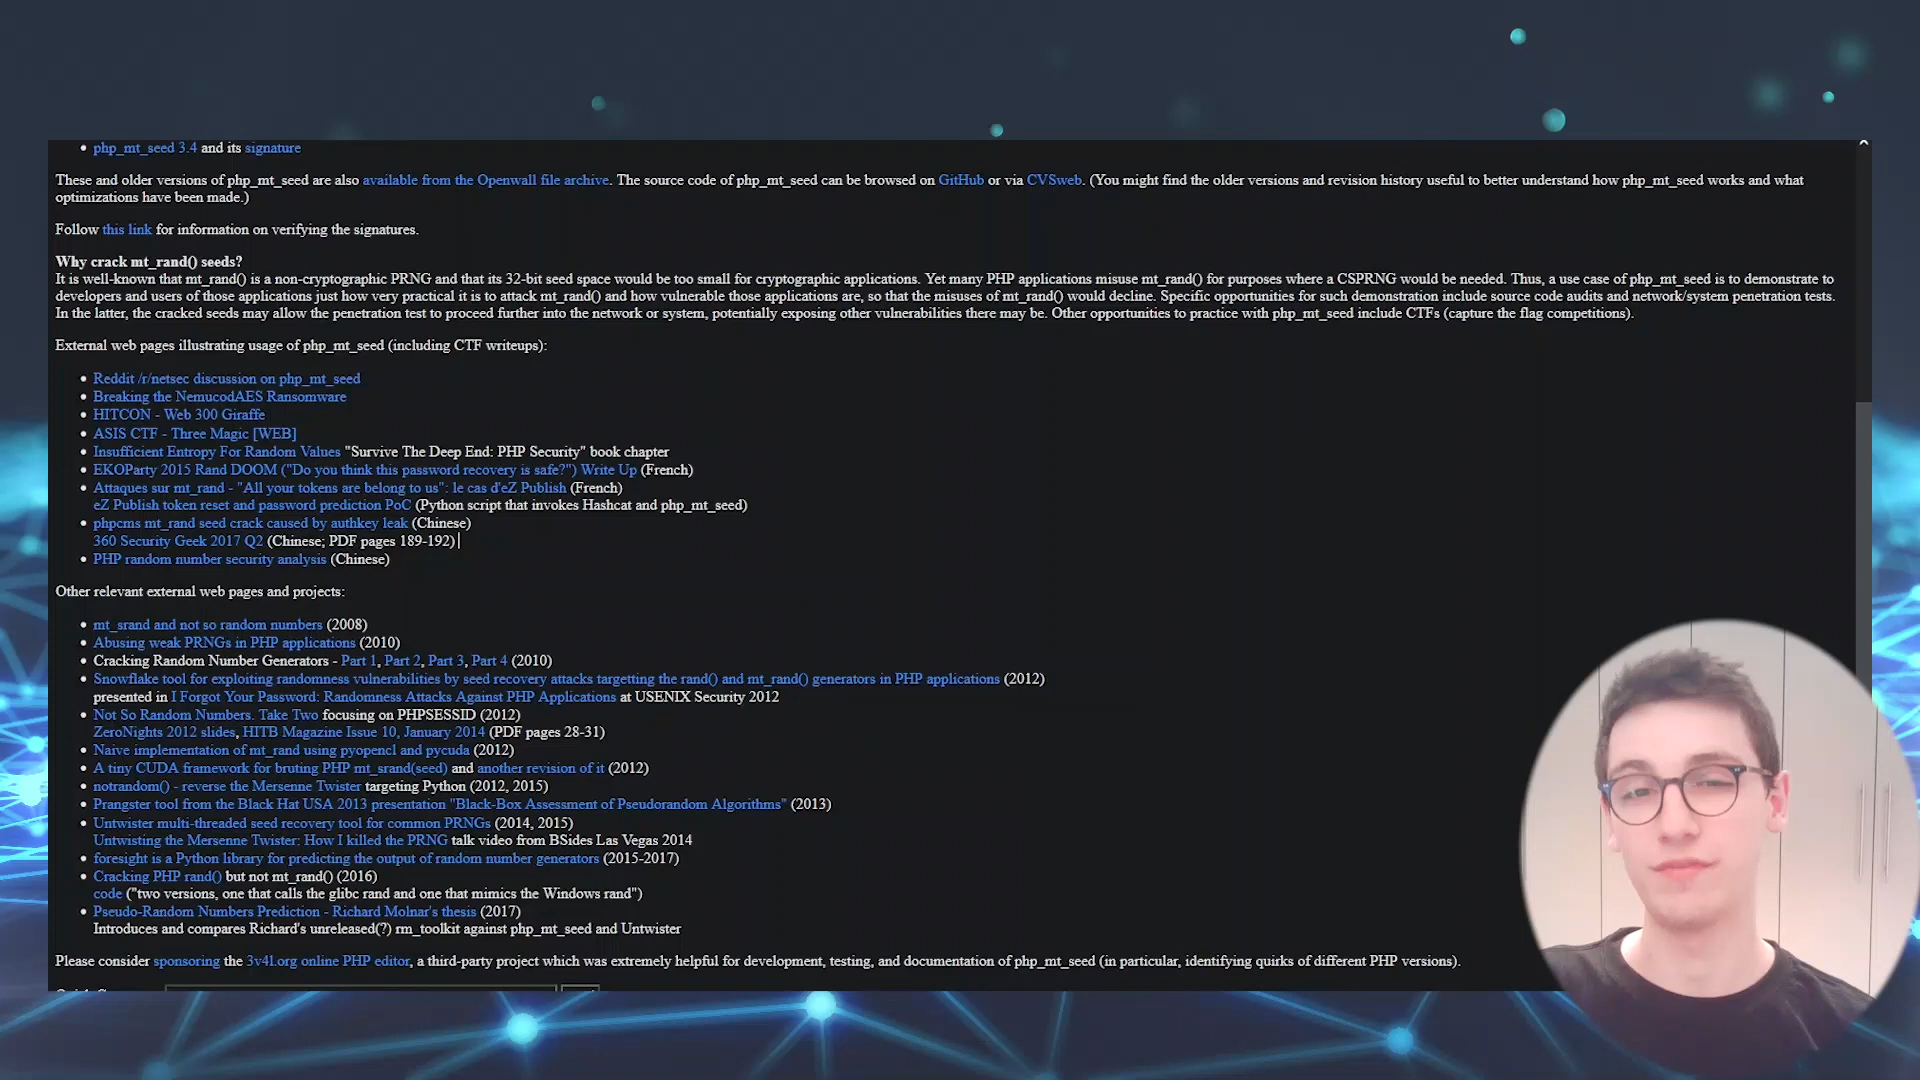 php_mt_seed 3.4 and its signature
These and older versions of php_mt_seed are also available from the Openwall file archive. The source code of php_mt_seed can be browsed on GitHub or via CVSweb. (You might find the older versions and revision history useful to better understand how php_mt_seed works and what
optimizations have been made.)
Follow this link for information on verifying the signatures.
Why crack mt_rand() seeds?
It is well-known that mt_rand() is a non-cryptographic PRNG and that its 32-bit seed space would be too small for cryptographic applications. Yet many PHP applications misuse mt_rand() for purposes where a CSPRNG would be needed. Thus, a use case of php_mt_seed is to demonstrate to
developers and users of those applications just how very practical it is to attack mt_rand() and how vulnerable those applications are, so that the misuses of mt_rand() would decline. Specific opportunities for such demonstration include source code audits and network/system penetration tests.
In the latter, the cracked seeds may allow the penetration test to proceed further into the network or system, potentially exposing other vulnerabilities there may be. Other opportunities to practice with php_mt_seed include CTFs (capture the flag competitions).
External web pages illustrating usage of php_mt_seed (including CTF writeups):
Reddit /r/netsec discussion on php_mt_seed
Breaking the NemucodAES Ransomware
HITCON - Web 300 Giraffe
ASIS CTF - Three Magic [WEB]
Insufficient Entropy For Random Values "Survive The Deep End: PHP Security" book chapter
EKOParty 2015 Rand DOOM ("Do you think this password recovery is safe?") Write Up (French)
Attaques sur mt_rand - "All your tokens are belong to us": le cas d'eZ Publish (French)
eZ Publish token reset and password prediction PoC (Python script that invokes Hashcat and php_mt_seed)
phpcms mt_rand seed crack caused by authkey leak (Chinese)
360 Security Geek 2017 Q2 (Chinese; PDF pages 189-192)
PHP random number security analysis (Chinese)
Other relevant external web pages and projects:
mt_srand and not so random numbers (2008)
Abusing weak PRNGs in PHP applications (2010)
Cracking Random Number Generators - Part 1, Part 2, Part 3, Part 4 (2010)
Snowflake tool for exploiting randomness vulnerabilities by seed recovery attacks targetting the rand() and mt_rand() generators in PHP applications (2012)
presented in I Forgot Your Password: Randomness Attacks Against PHP Applications at USENIX Security 2012
Not So Random Numbers. Take Two focusing on PHPSESSID (2012)
ZeroNights 2012 slides, HITB Magazine Issue 10, January 2014 (PDF pages 28-31)
Naive implementation of mt_rand using pyopencl and pycuda (2012)
A tiny CUDA framework for bruting PHP mt_srand(seed) and another revision of it (2012)
notrandom() - reverse the Mersenne Twister targeting Python (2012, 2015)
Prangster tool from the Black Hat USA 2013 presentation "Black-Box Assessment of Pseudorandom Algorithms" (2013)
Untwister multi-threaded seed recovery tool for common PRNGs (2014, 2015)
Untwisting the Mersenne Twister: How I killed the PRNG talk video from BSides Las Vegas 2014
foresight is a Python library for predicting the output of random number generators (2015-2017)
Cracking PHP rand() but not mt_rand() (2016)
code ("two versions, one that calls the glibc rand and one that mimics the Windows rand")
Pseudo-Random Numbers Prediction - Richard Molnar's thesis (2017)
Introduces and compares Richard's unreleased(?) rm_toolkit against php_mt_seed and Untwister
Please consider sponsoring the 3v4l.org online PHP editor, a third-party project which was extremely helpful for development, testing, and documentation of php_mt_seed (in particular, identifying quirks of different PHP versions).